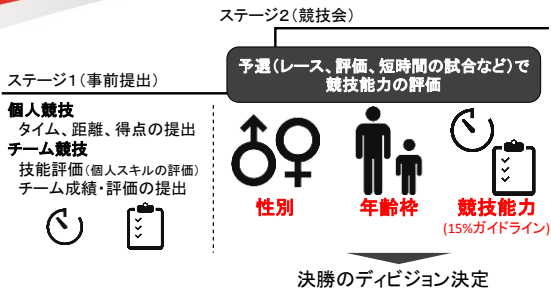 ステージ2（競技会）
予選（レース、評価、短時間の試合など）で
競技能力の評価
ステージ1（事前提出）
個人競技
タイム、距離、得点の提出
チーム競技
技能評価（個人スキルの評価）
チーム成績・評価の提出
性別
年齢枠
競技能力
(15%ガイドライン)
決勝のディビジョン決定